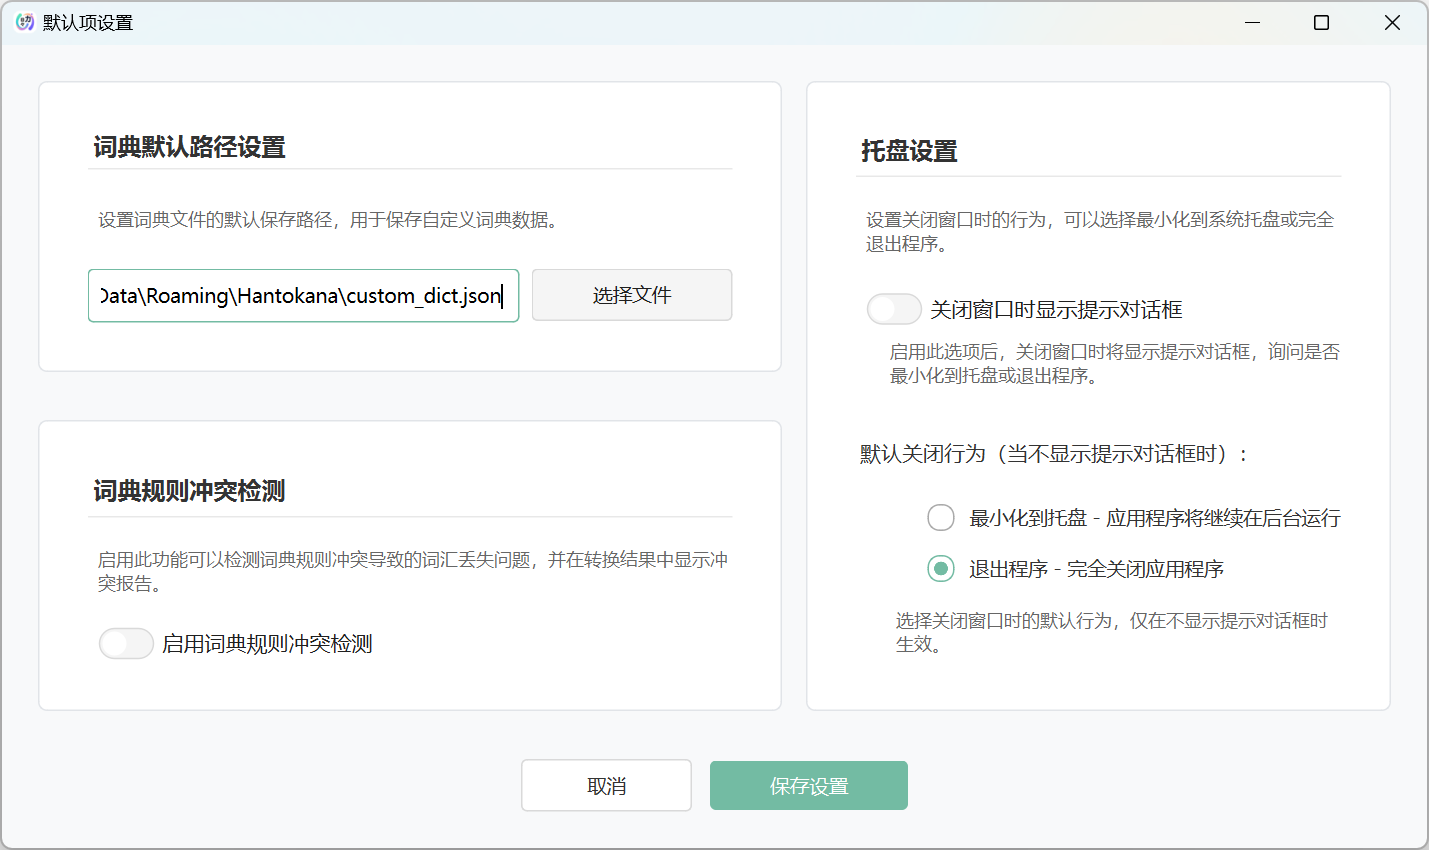 默认项设置
词典默认路径设置
设置词典文件的默认保存路径，用于保存自定义词典数据。
Data\Roaming\Hantokana\custom_dict.json
选择文件
词典规则冲突检测
启用此功能可以检测词典规则冲突导致的词汇丢失问题，并在转换结果中显示冲
突报告。
启用词典规则冲突检测
托盘设置
设置关闭窗口时的行为，可以选择最小化到系统托盘或完全
退出程序。
关闭窗口时显示提示对话框
启用此选项后，关闭窗口时将显示提示对话框，询问是否
最小化到托盘或退出程序。
默认关闭行为（当不显示提示对话框时）：
最小化到托盘 - 应用程序将继续在后台运行
退出程序 - 完全关闭应用程序
选择关闭窗口时的默认行为，仅在不显示提示对话框时
生效。
取消
保存设置